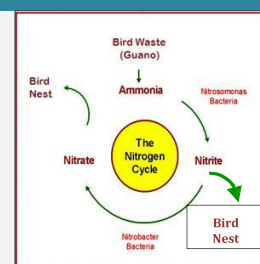 Bird Waste
(Guano)
Bird
Nest
Ammonia
Nitrosomonas
Bacteria
The
Nitrogen
Cycle
Nitrate
Nitrite
Nitrobacter
Bacteria
Bird
Nest